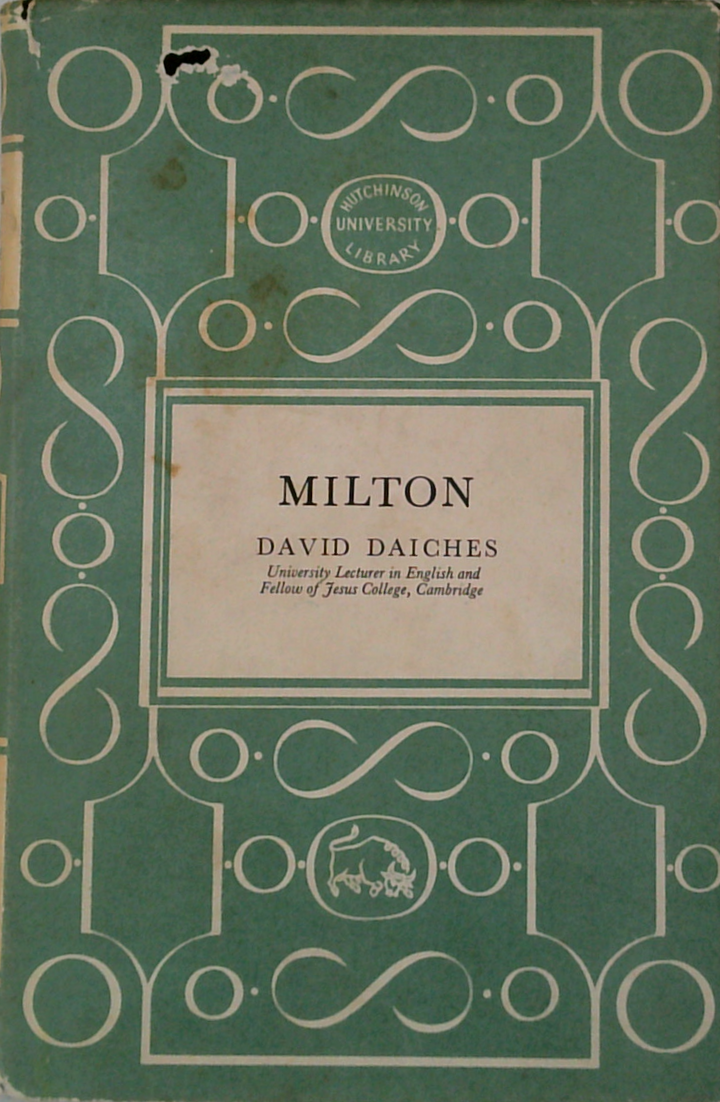 HUTCHINSON
UNIVERSITY
LIBRARY
MILTON
DAVID DAICHES
University Lecturer in English and
Fellow of Jesus College, Cambridge